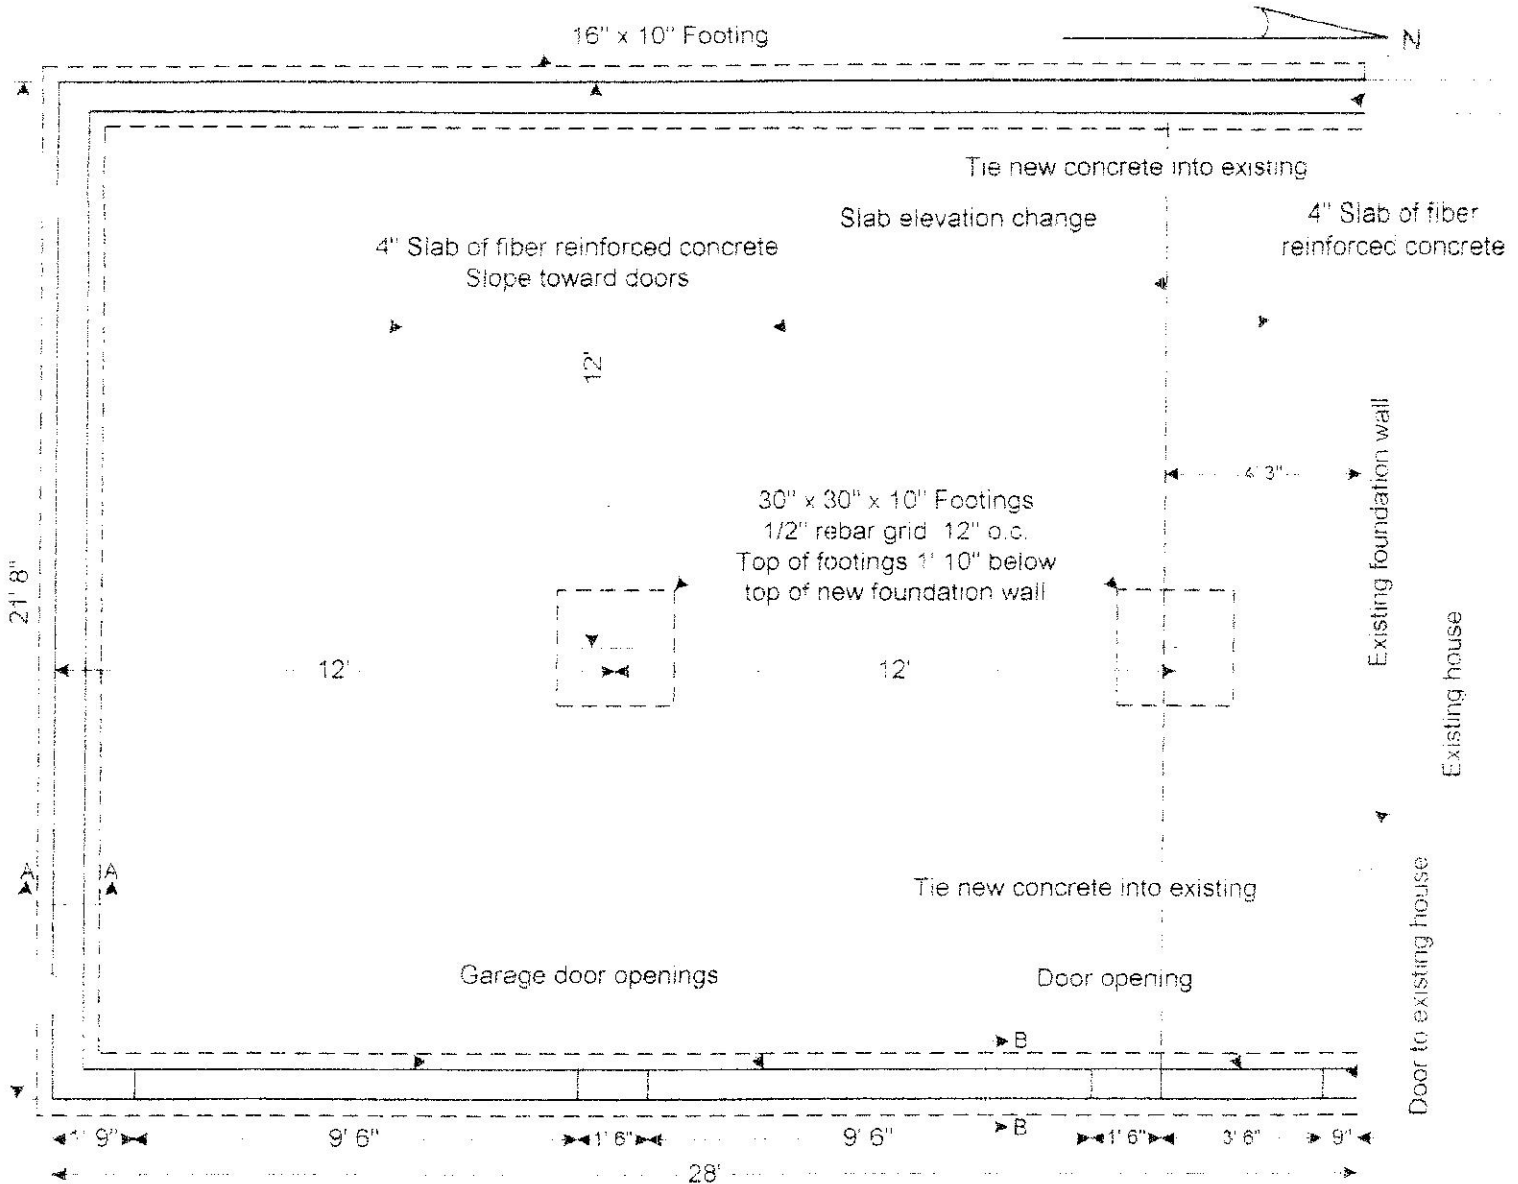 16" x 10" Footing
N
Tie new concrete into existing
Slab elevation change
4" Slab of fiber
reinforced concrete
4" Slab of fiber reinforced concrete
Slope toward doors
12'
Existing foundation wall
4' 3"
30" x 30" x 10" Footings
1/2" rebar grid 12" o.c.
Top of footings 1' 10" below
top of new foundation wall
21' 8"
12'
12'
Existing house
A
A
Tie new concrete into existing
Door to existing house
Garage door openings
Door opening
B
B
1' 9"
9' 6"
1' 6"
9' 6"
1' 6"
3' 6"
9"
28'